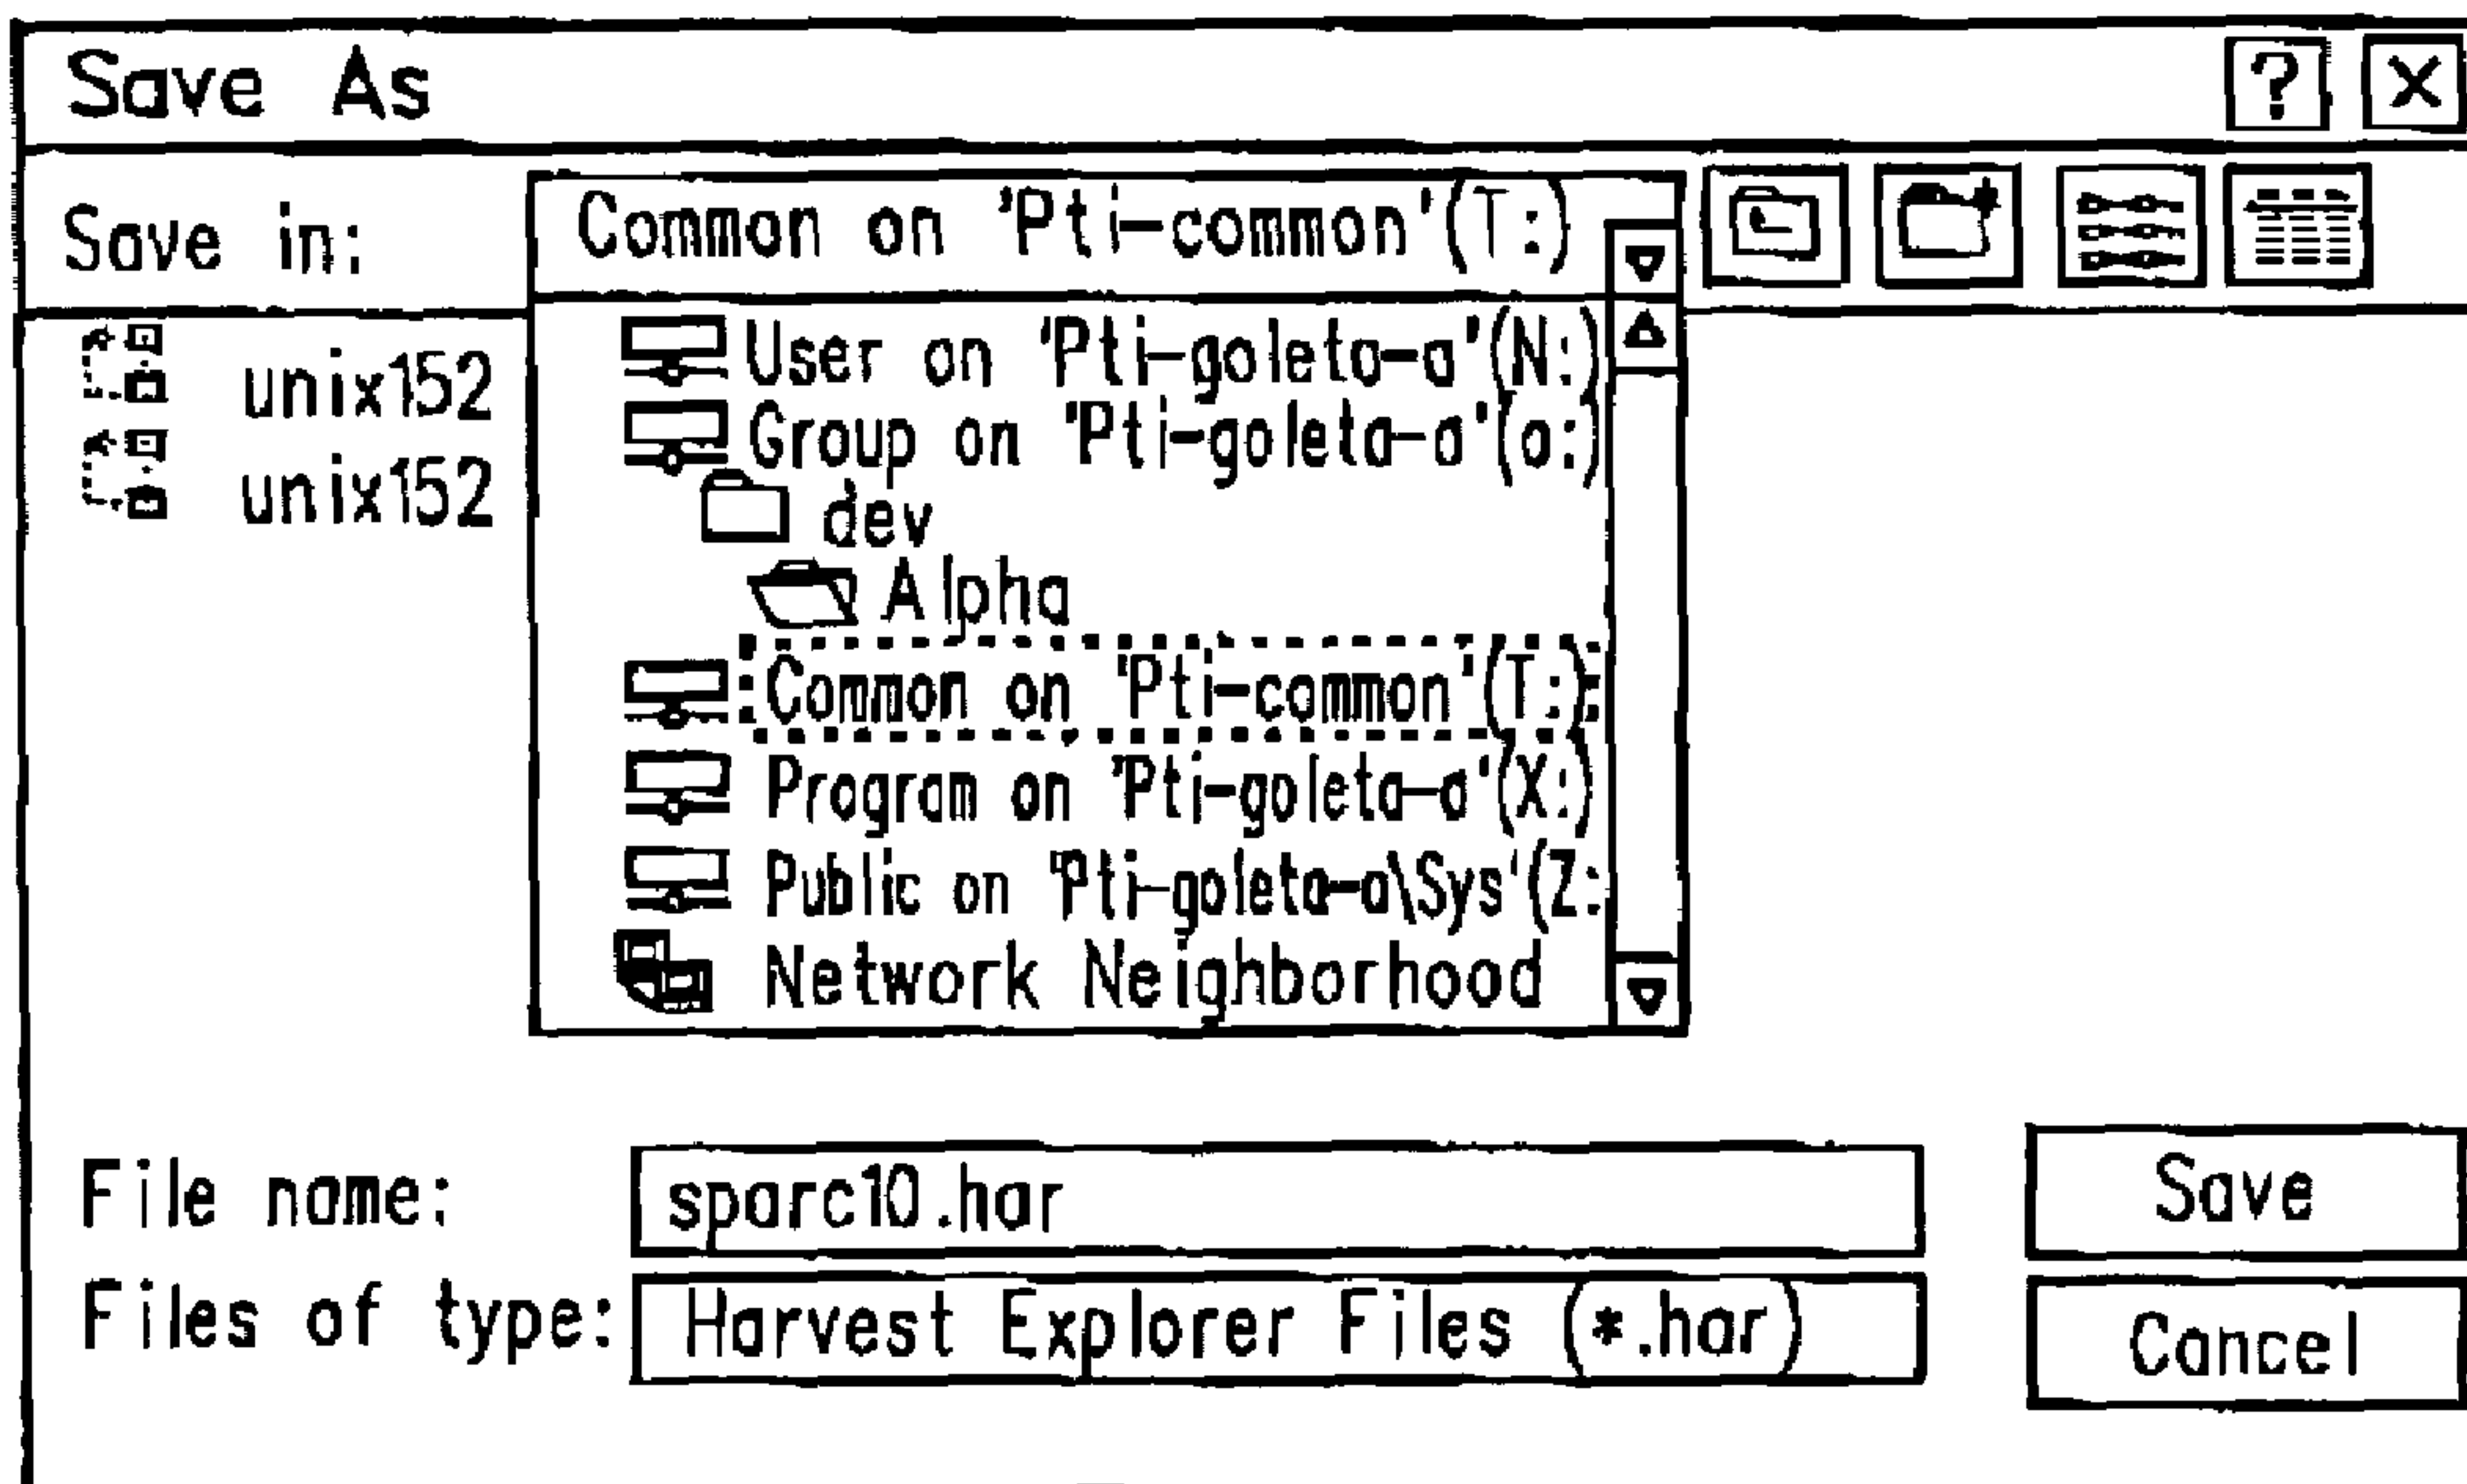 Save As ? X
Save in: Common on 'Pti-common'(T:)
unix152
unix152
User on 'Pti-goleta-a'(N:)
Group on 'Pti-goleta-a'(o:)
dev
Alpha
Common on 'Pti-common'(T:)
Program on 'Pti-goleta-a'(X:)
Public on 'Pti-goleta-a\Sys'(Z:
Network Neighborhood
File name: sparc10.har
Save
Files of type: Harvest Explorer Files (*.har)
Cancel